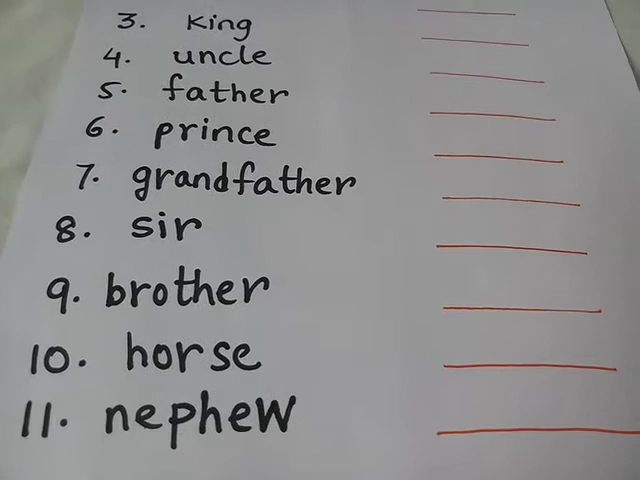 3. King
4. uncle
5. father
6. prince
7. grandfather
8. sir
9. brother
10. horse
11. nephew